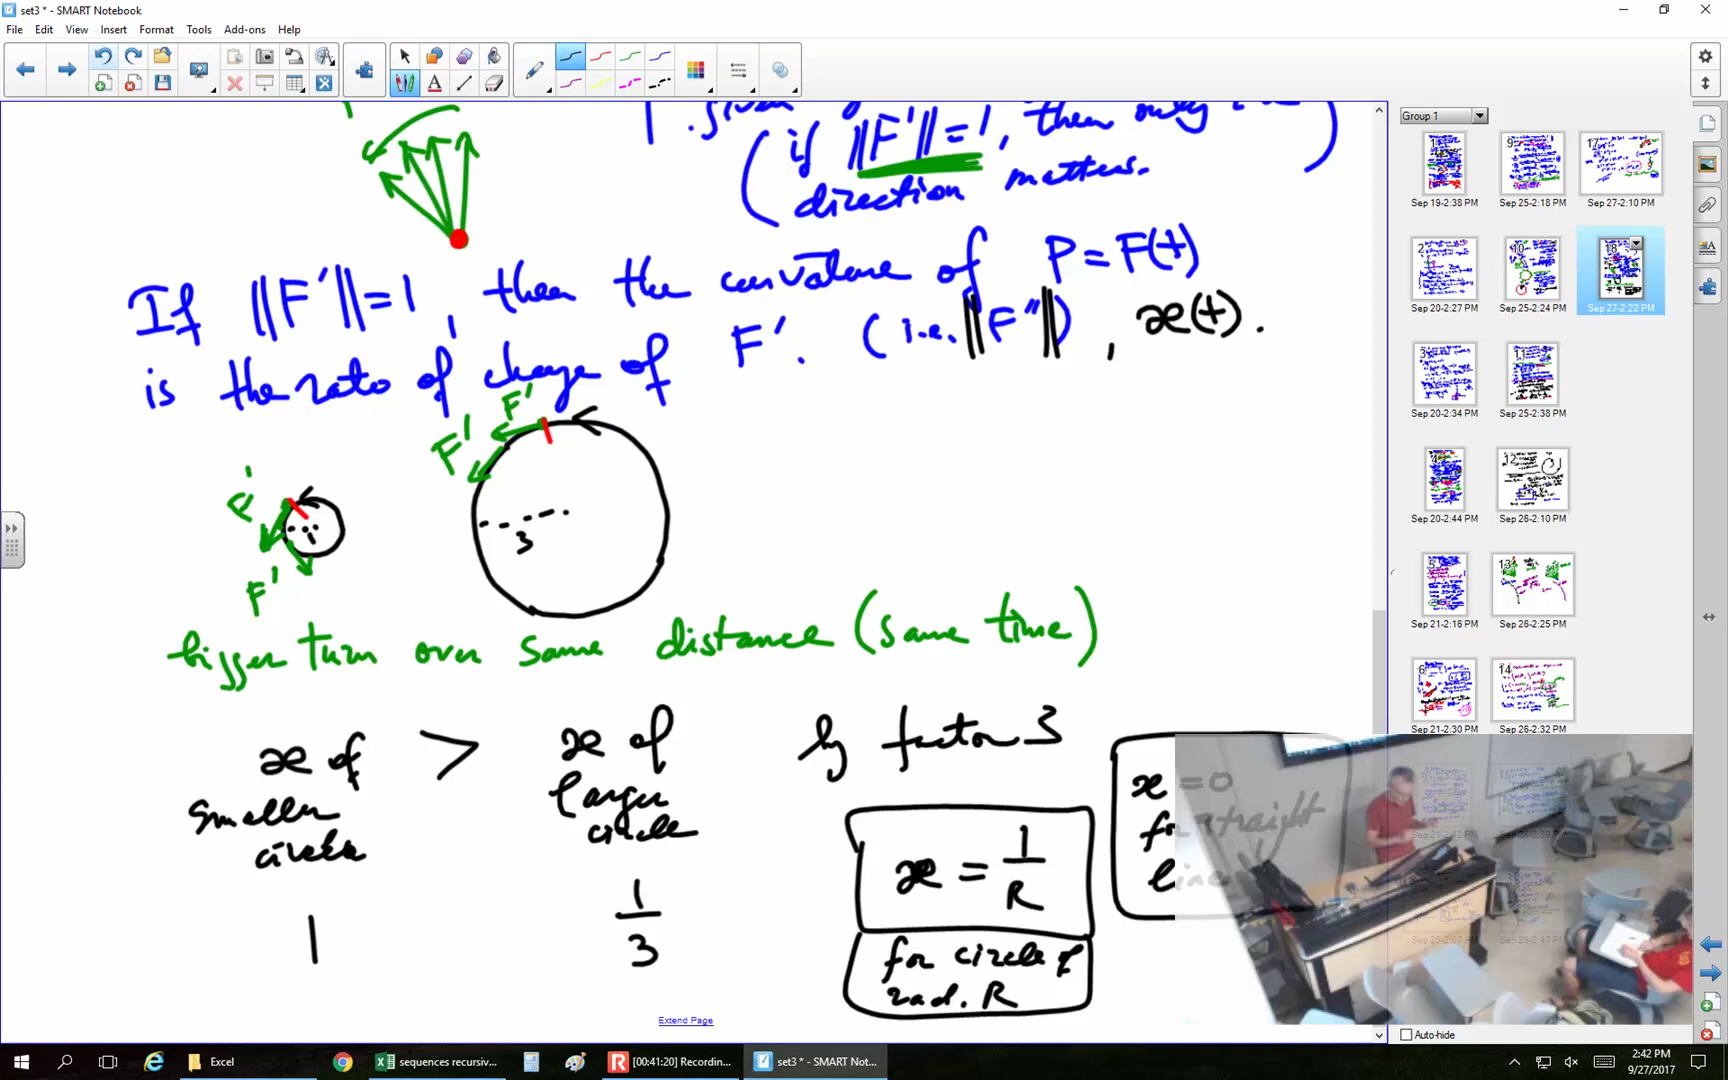 set3 * - SMART Notebook
File Edit View Insert Format Tools Add-ons Help
Group 1
(if ||F'||=1, then only
direction matters.
If ||F'||=1 then the curvature of P=F(t)
is the rate of change of F'. (i.e. ||F"||), æ(t).
F'
F'
F'
F'
3
1
bigger turn over same distance (same time)
æ of > æ of by factor 3
smaller larger
circle circle
1 1/3
æ = 1/R
for circle of
rad. R
æ =0
for straight
lines
Extend Page
Sep 19-2:38 PM Sep 25-2:18 PM Sep 27-2:10 PM
Sep 20-2:27 PM Sep 25-2:24 PM Sep 27-2:22 PM
Sep 20-2:34 PM Sep 25-2:38 PM
Sep 20-2:44 PM Sep 26-2:10 PM
Sep 21-2:16 PM Sep 26-2:25 PM
Sep 21-2:30 PM Sep 26-2:32 PM
Auto-hide
Excel
sequences recursiv...
[00:41:20] Recordin...
set3 * - SMART Not...
2:42 PM
9/27/2017